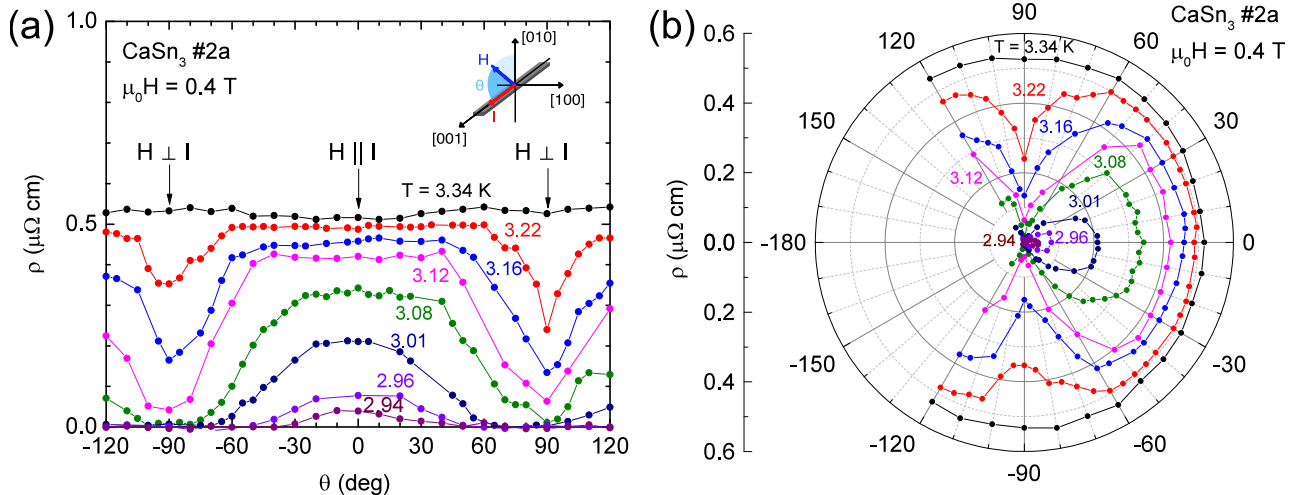 (a)
CaSn₃ #2a
μ₀H = 0.4 T
[010]
H
θ
[100]
I
[001]
H ⊥ I
H || I
H ⊥ I
T = 3.34 K
3.22
3.16
3.12
3.08
3.01
2.96
2.94
1.0
0.5
0.0
ρ (μΩ cm)
-120 -90 -60 -30 0 30 60 90 120
θ (deg)
(b)
CaSn₃ #2a
μ₀H = 0.4 T
0.6
0.4
0.2
0.0
0.2
0.4
0.6
ρ (μΩ cm)
90
120
60
150
30
-180
0
-150
-30
-120
-60
-90
T = 3.34 K
3.22
3.16
3.12
3.08
3.01
2.94
2.96